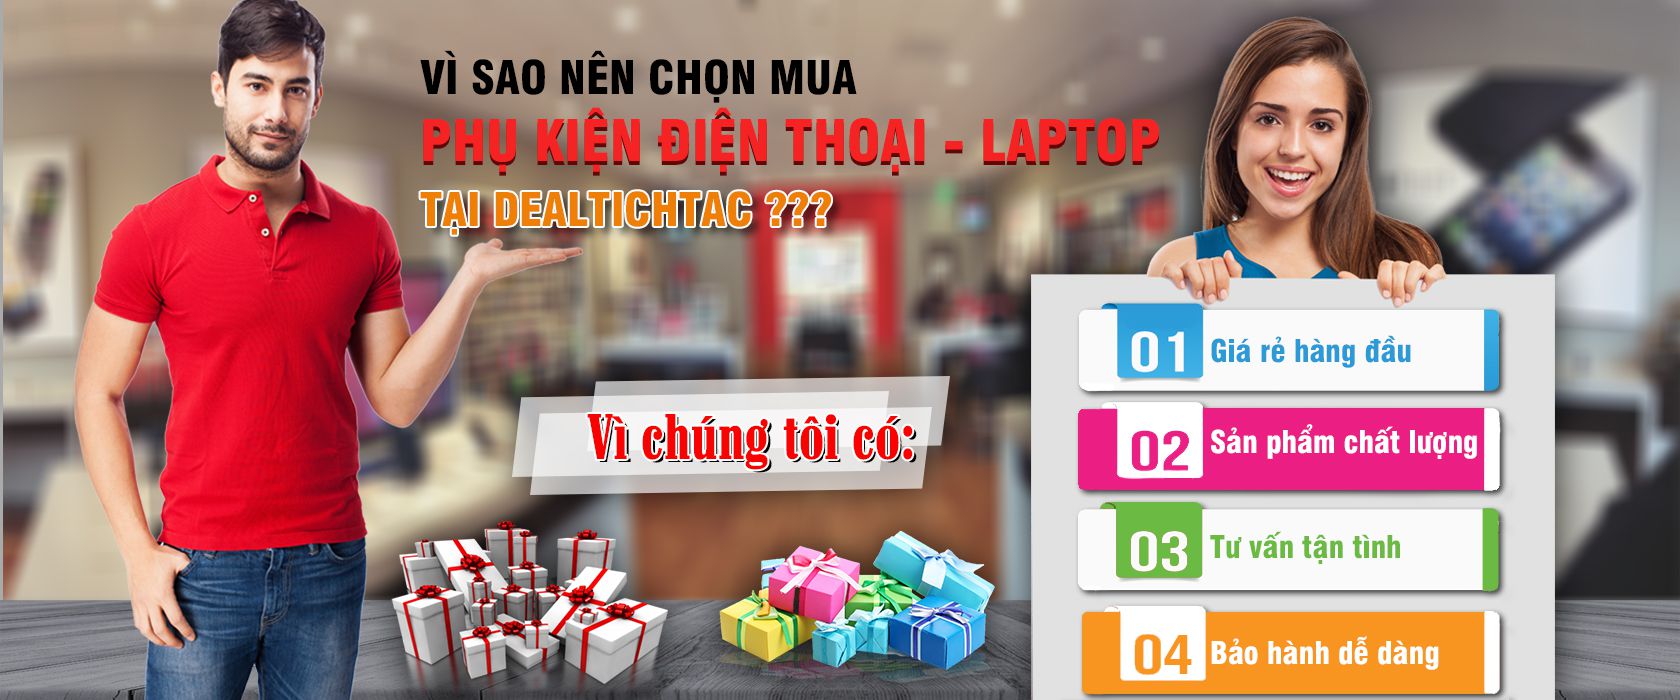 VÌ SAO NÊN CHỌN MUA
PHỤ KIỆN ĐIỆN THOẠI - LAPTOP
TẠI DEALTICHTAC ???
Vì chúng tôi có:
01 Giá rẻ hàng đầu
02 Sản phẩm chất lượng
03 Tư vấn tận tình
04 Bảo hành dễ dàng